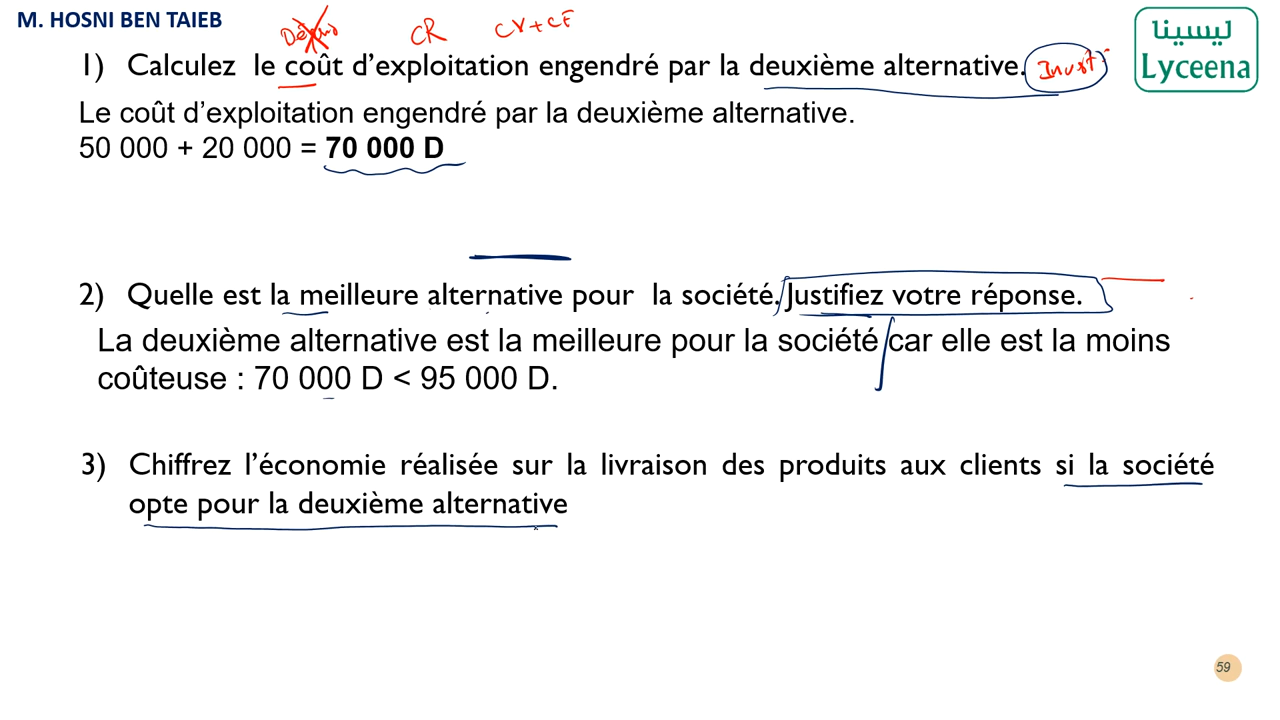 M. HOSNI BEN TAIEB
CR
CV + CF
1) Calculez le coût d'exploitation engendré par la deuxième alternative.
ليسينا
Lyceena
Le coût d'exploitation engendré par la deuxième alternative.
50 000 + 20 000 = 70 000 D
2) Quelle est la meilleure alternative pour la société. Justifiez votre réponse.
La deuxième alternative est la meilleure pour la société car elle est la moins
coûteuse : 70 000 D < 95 000 D.
3) Chiffrez l'économie réalisée sur la livraison des produits aux clients si la société
opte pour la deuxième alternative
59